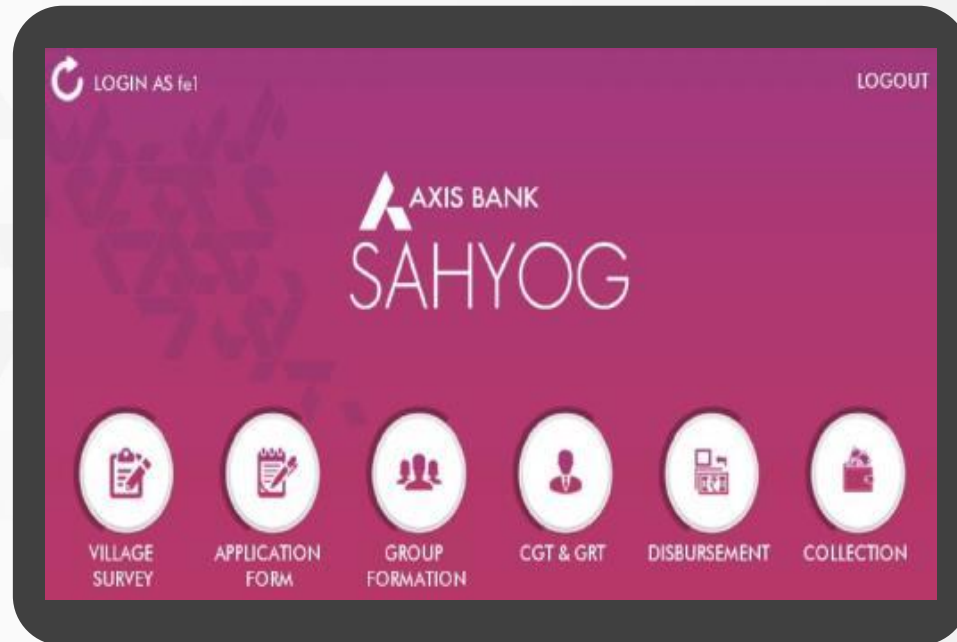 LOGIN AS fe1
LOGOUT
AXIS BANK
SAHYOG
VILLAGE
SURVEY
APPLICATION
FORM
GROUP
FORMATION
CGT & GRT
DISBURSEMENT
COLLECTION